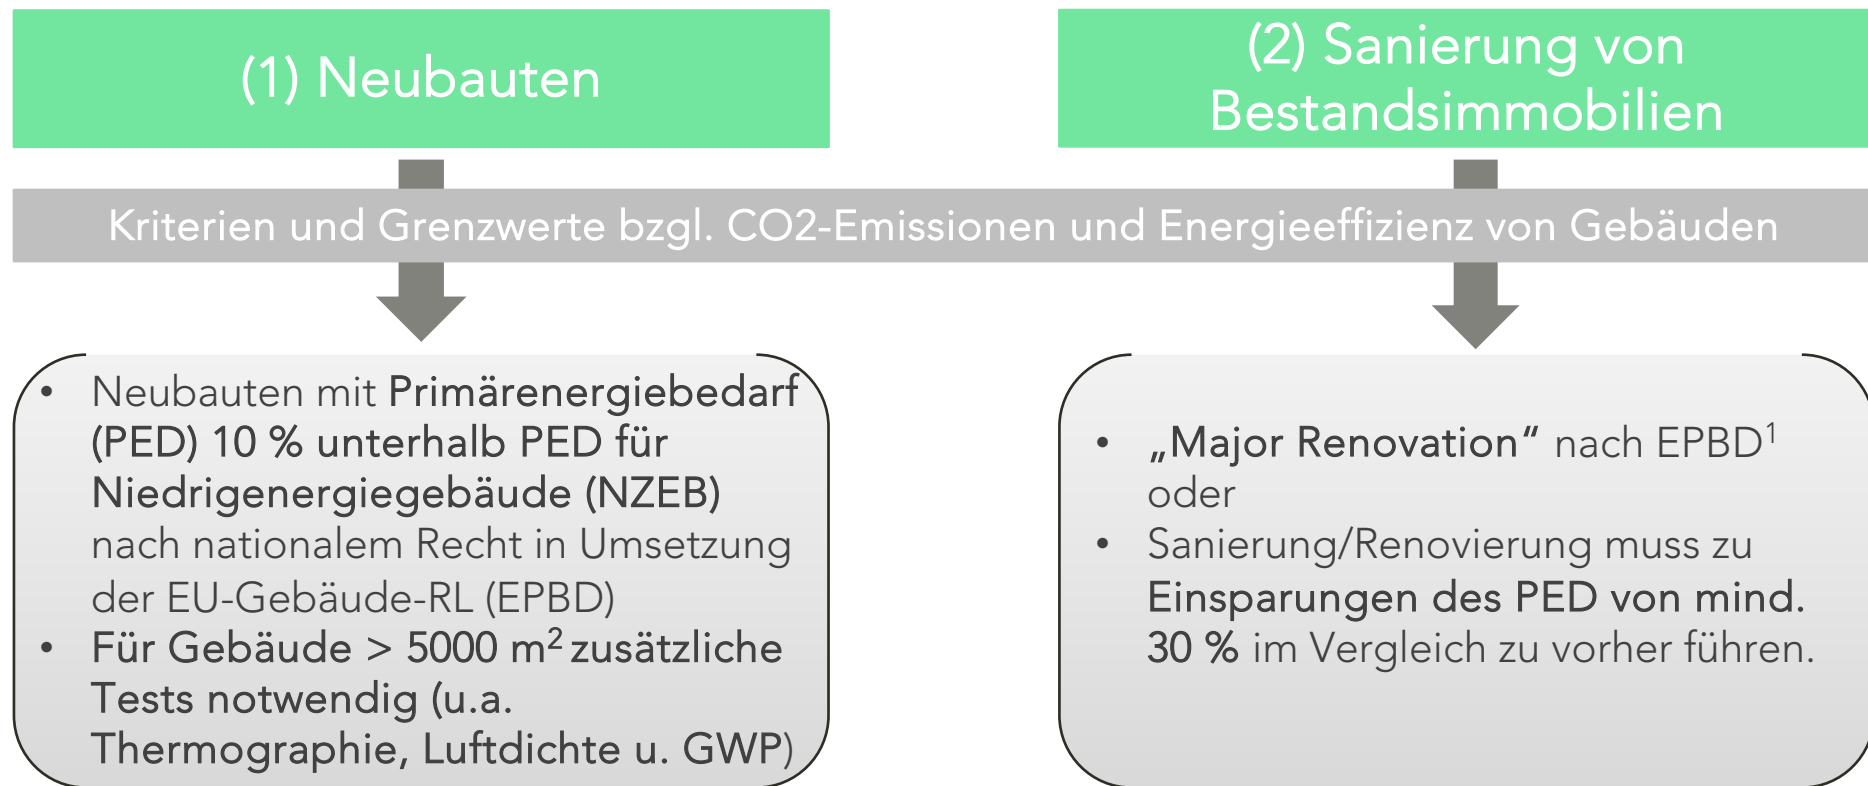 (1) Neubauten
(2) Sanierung von
Bestandsimmobilien
Kriterien und Grenzwerte bzgl. CO2-Emissionen und Energieeffizienz von Gebäuden
• Neubauten mit Primärenergiebedarf
(PED) 10 % unterhalb PED für
Niedrigenergiegebäude (NZEB)
nach nationalem Recht in Umsetzung
der EU-Gebäude-RL (EPBD)
• Für Gebäude > 5000 m² zusätzliche
Tests notwendig (u.a.
Thermographie, Luftdichte u. GWP)
• „Major Renovation“ nach EPBD¹
oder
• Sanierung/Renovierung muss zu
Einsparungen des PED von mind.
30 % im Vergleich zu vorher führen.